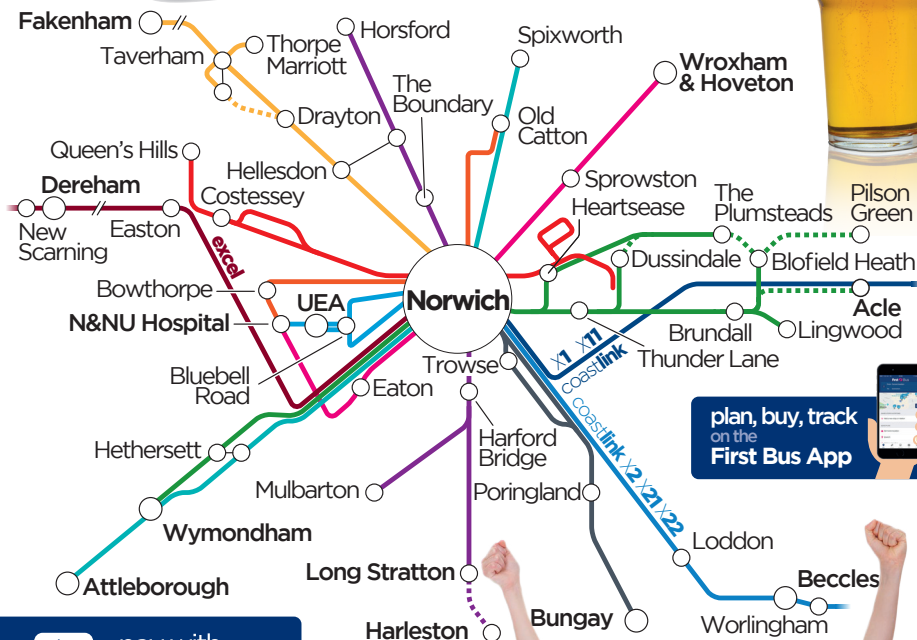 Fakenham
Taverham
Thorpe
Marriott
Horsford
Spixworth
Wroxham
& Hoveton
The
Boundary
Drayton
Old
Catton
Queen's Hills
Hellesdon
Sprowston
Dereham
Costessey
Heartsease
The
Plumsteads
Pilson
Green
New
Scarning
Easton
excel
Dussindale
Blofield Heath
Bowthorpe
UEA
Norwich
N&NU Hospital
Acle
Brundall
Lingwood
Thunder Lane
Trowse
X1 X11
coastlink
Bluebell
Road
Eaton
coastlink X2 X21 X22
plan, buy, track
on the
First Bus App
Hethersett
Harford
Bridge
Mulbarton
Poringland
Wymondham
Loddon
Long Stratton
Attleborough
Beccles
Bungay
Worlingham
Harleston
now with